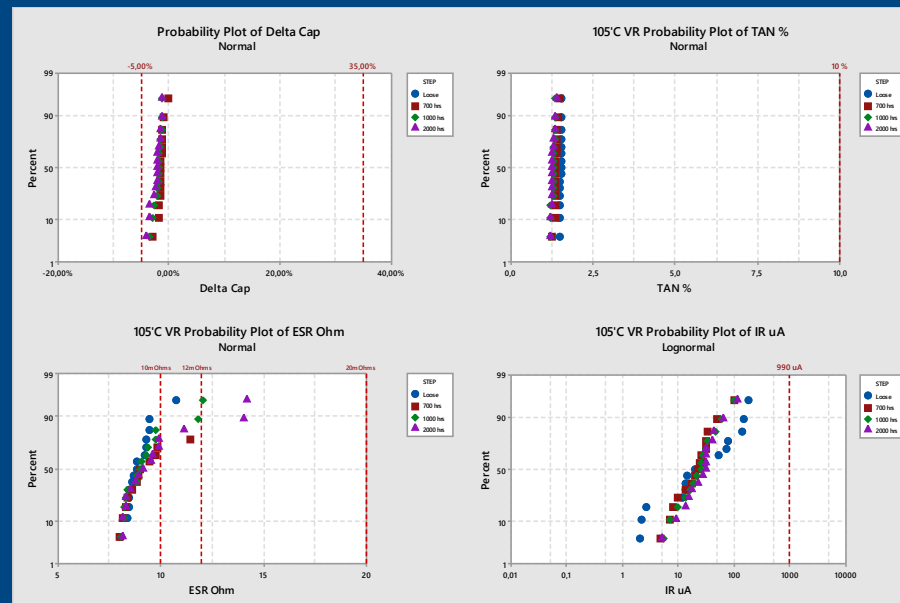 Probability Plot of Delta Cap
Normal
-5,00%
35,00%
99
90
50
10
1
Percent
-20,00%
0,00%
20,00%
40,00%
Delta Cap
STEP
Loose
700 hrs
1000 hrs
2000 hrs
105'C VR Probability Plot of TAN %
Normal
10 %
99
90
50
10
1
Percent
0,0
2,5
5,0
7,5
10,0
TAN %
STEP
Loose
700 hrs
1000 hrs
2000 hrs
105'C VR Probability Plot of ESR Ohm
Normal
10mOhms
12mOhms
20mOhms
99
90
50
10
1
Percent
5
10
15
20
ESR Ohm
STEP
Loose
700 hrs
1000 hrs
2000 hrs
105'C VR Probability Plot of IR uA
Lognormal
990 uA
99
90
50
10
1
Percent
0,01
0,1
1
10
100
1000
10000
IR uA
STEP
Loose
700 hrs
1000 hrs
2000 hrs